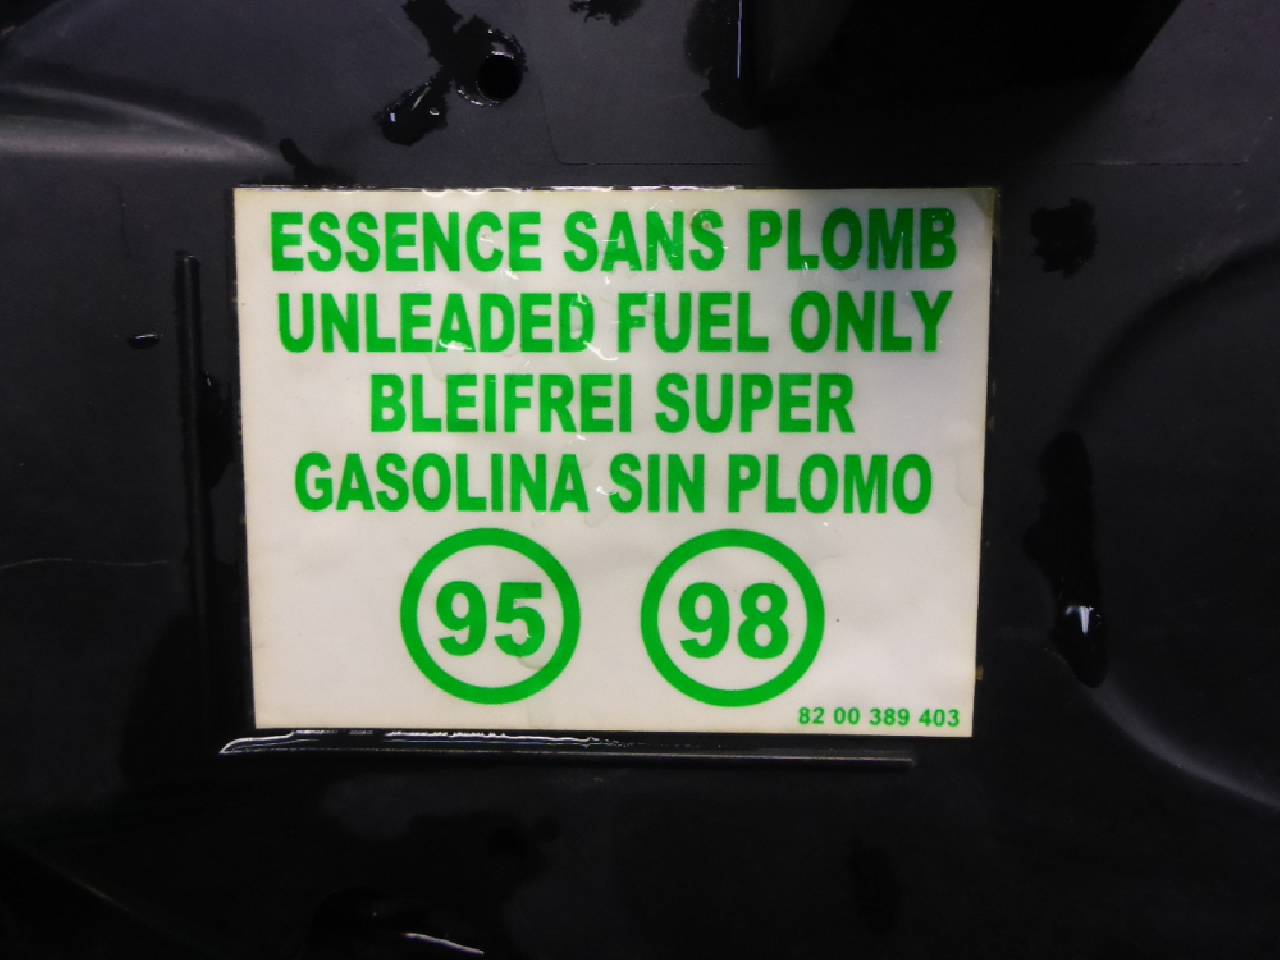 ESSENCE SANS PLOMB
UNLEADED FUEL ONLY
BLEIFREI SUPER
GASOLINA SIN PLOMO
95 98
82 00 389 403